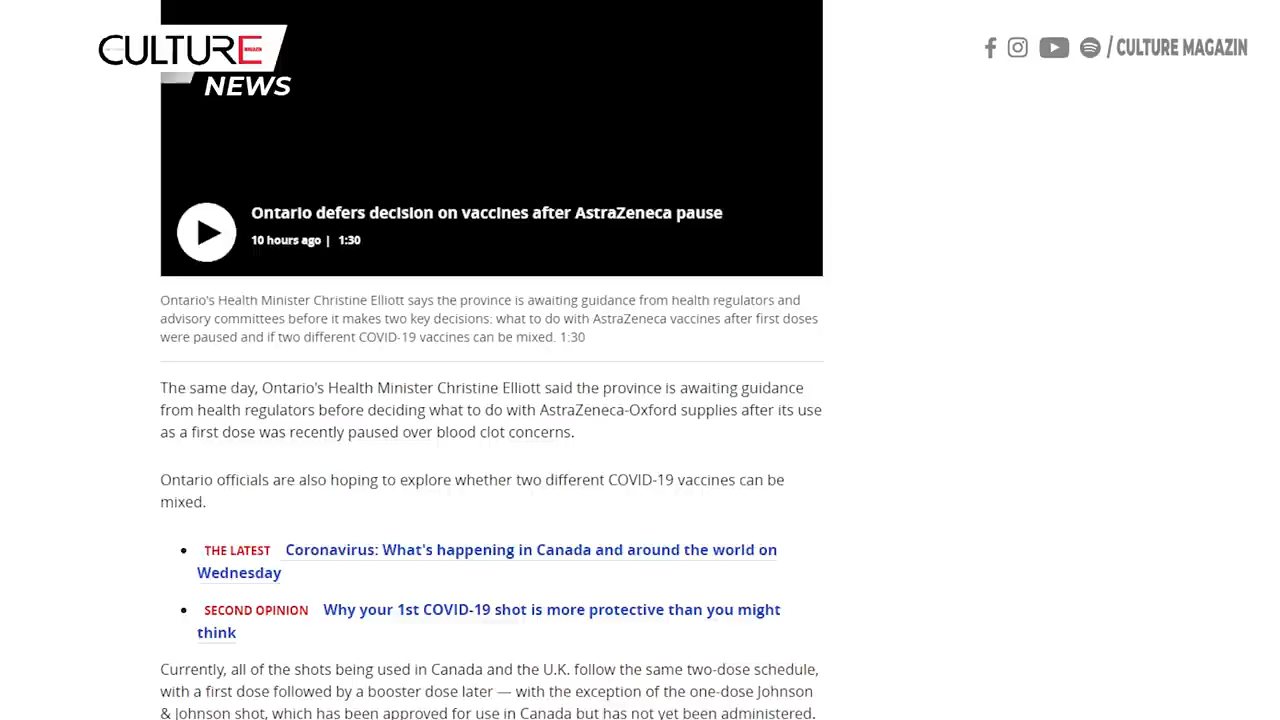 CULTURE
NEWS
/ CULTURE MAGAZIN
Ontario defers decision on vaccines after AstraZeneca pause
10 hours ago | 1:30
Ontario's Health Minister Christine Elliott says the province is awaiting guidance from health regulators and
advisory committees before it makes two key decisions: what to do with AstraZeneca vaccines after first doses
were paused and if two different COVID-19 vaccines can be mixed. 1:30
The same day, Ontario's Health Minister Christine Elliott said the province is awaiting guidance
from health regulators before deciding what to do with AstraZeneca-Oxford supplies after its use
as a first dose was recently paused over blood clot concerns.
Ontario officials are also hoping to explore whether two different COVID-19 vaccines can be
mixed.
• THE LATEST Coronavirus: What's happening in Canada and around the world on
Wednesday
• SECOND OPINION Why your 1st COVID-19 shot is more protective than you might
think
Currently, all of the shots being used in Canada and the U.K. follow the same two-dose schedule,
with a first dose followed by a booster dose later — with the exception of the one-dose Johnson
& Johnson shot, which has been approved for use in Canada but has not yet been administered.